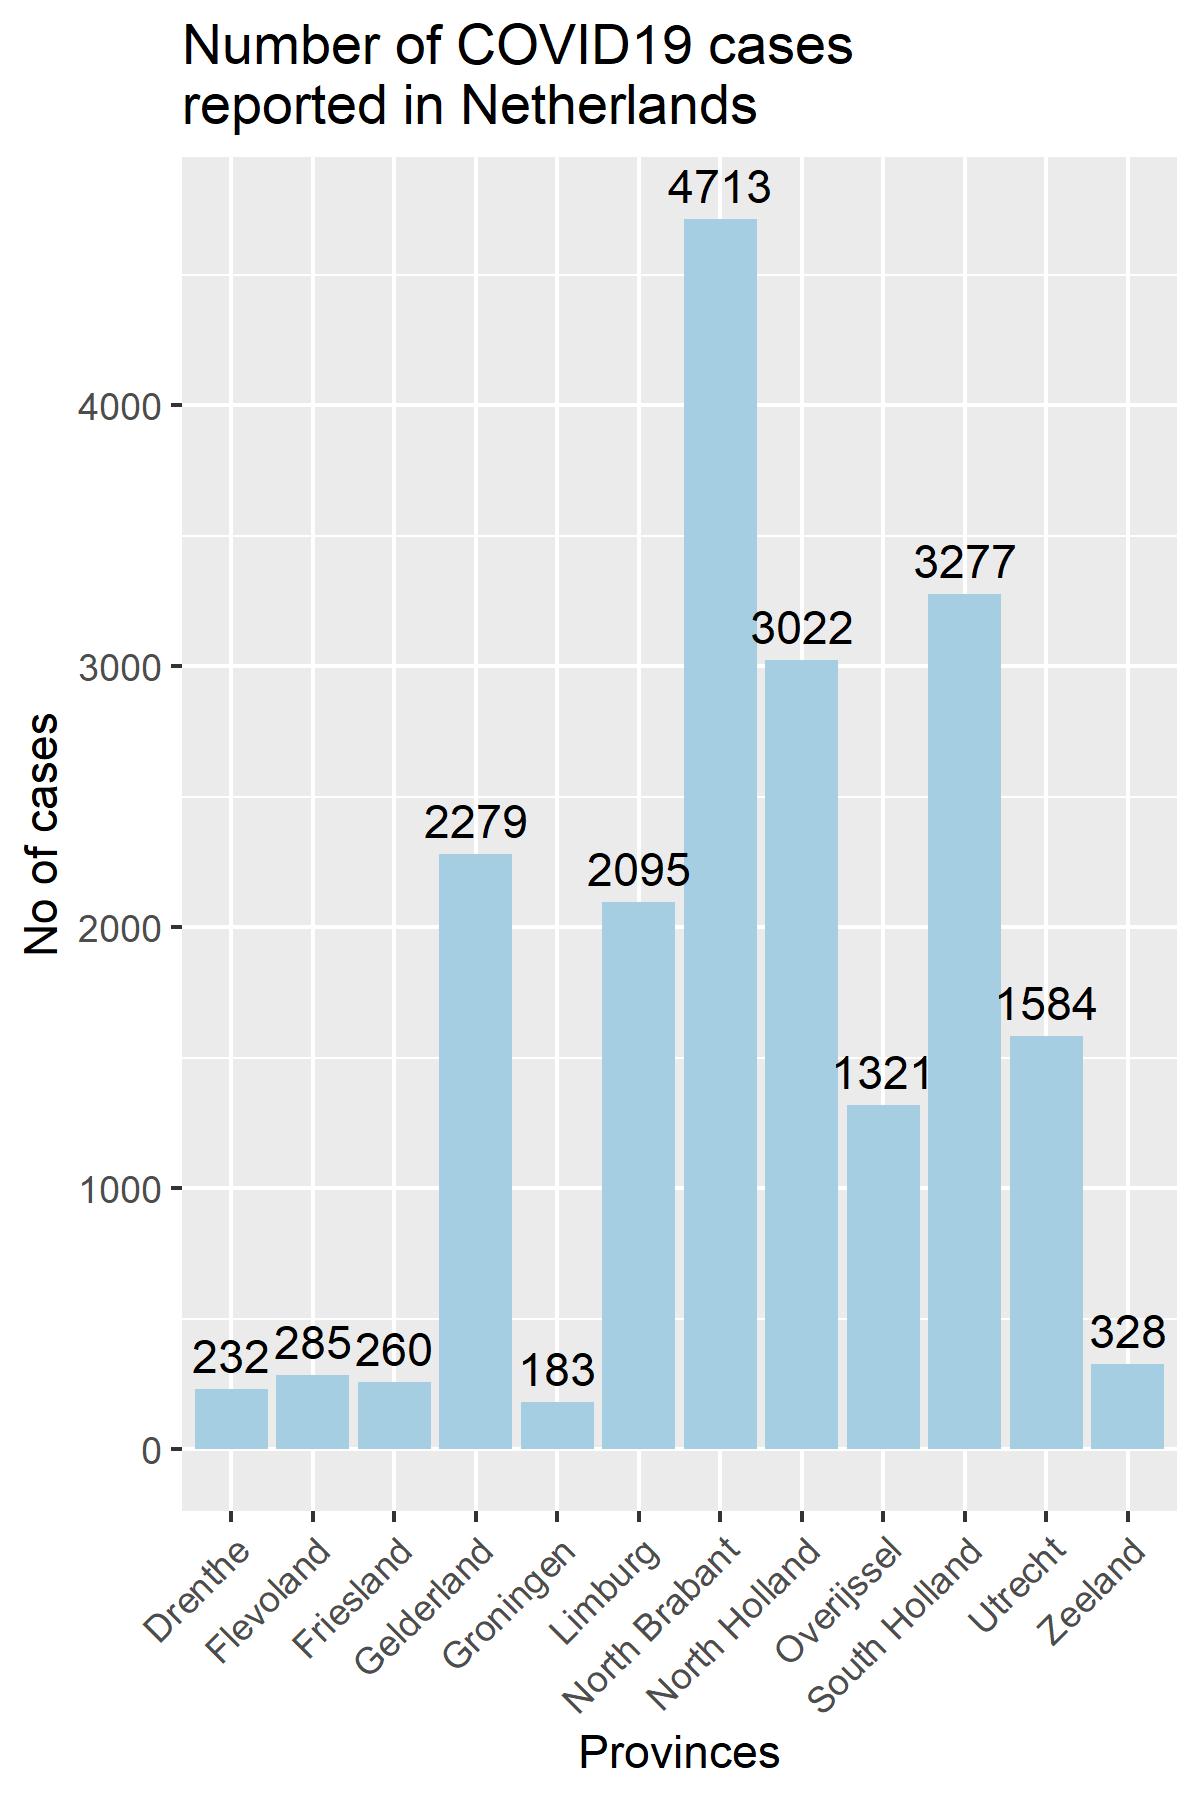 Number of COVID19 cases
reported in Netherlands
4713
3277
3022
2279
2095
1584
1321
232
285
260
183
328
No of cases
4000
3000
2000
1000
0
Drenthe
Flevoland
Friesland
Gelderland
Groningen
Limburg
North Brabant
North Holland
Overijssel
South Holland
Utrecht
Zeeland
Provinces